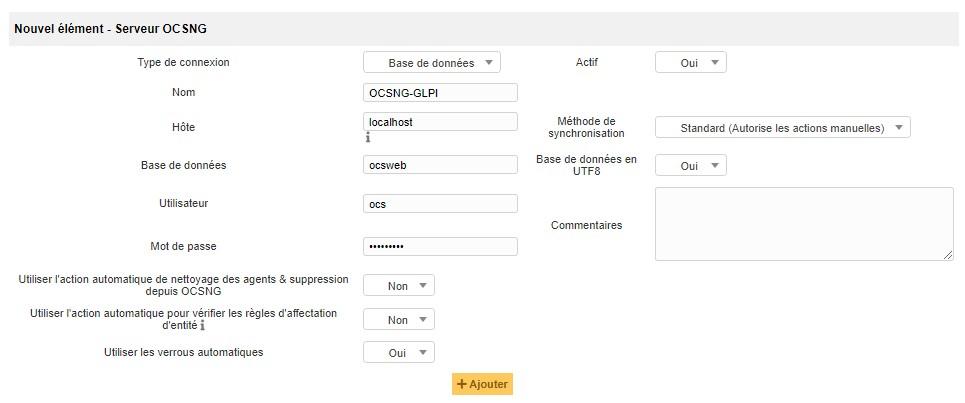 Nouvel élément - Serveur OCSNG
Type de connexion Base de données Actif Oui
Nom OCSNG-GLPI
Hôte localhost Méthode de synchronisation Standard (Autorise les actions manuelles)
Base de données ocsweb Base de données en UTF8 Oui
Utilisateur ocs
Commentaires
Mot de passe •••••••••
Utiliser l'action automatique de nettoyage des agents & suppression
depuis OCSNG Non
Utiliser l'action automatique pour vérifier les règles d'affectation
d'entité Non
Utiliser les verrous automatiques Oui
+ Ajouter